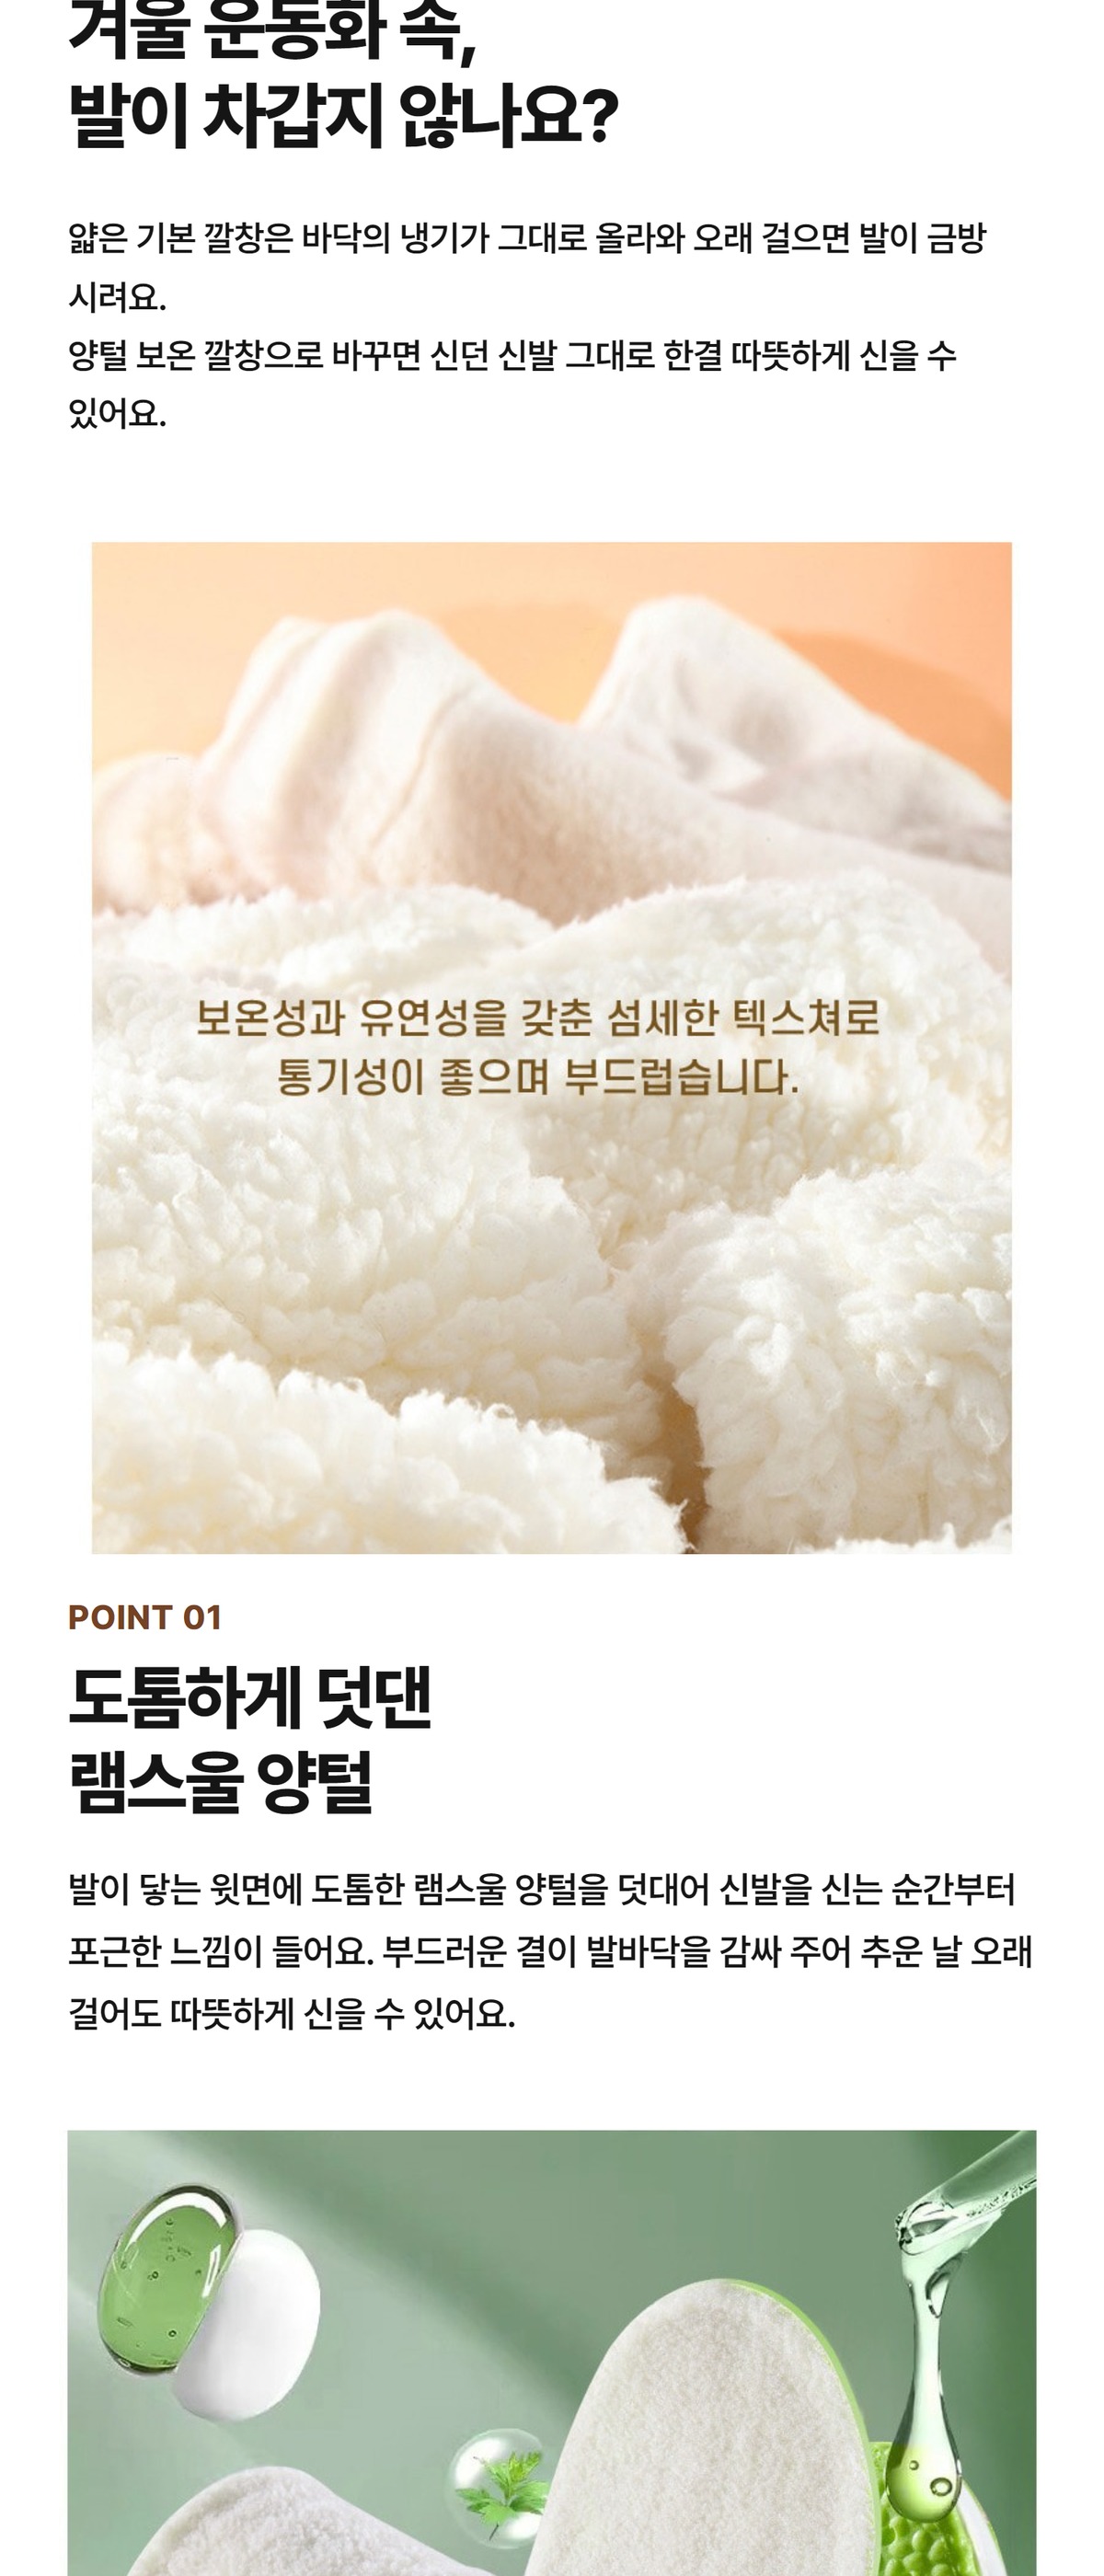 겨울 운동화 속,
발이 차갑지 않나요?
얇은 기본 깔창은 바닥의 냉기가 그대로 올라와 오래 걸으면 발이 금방
시려요.
양털 보온 깔창으로 바꾸면 신던 신발 그대로 한결 따뜻하게 신을 수
있어요.
보온성과 유연성을 갖춘 섬세한 텍스쳐로
통기성이 좋으며 부드럽습니다.
POINT 01
도톰하게 덧댄
램스울 양털
발이 닿는 윗면에 도톰한 램스울 양털을 덧대어 신발을 신는 순간부터
포근한 느낌이 들어요. 부드러운 결이 발바닥을 감싸 주어 추운 날 오래
걸어도 따뜻하게 신을 수 있어요.